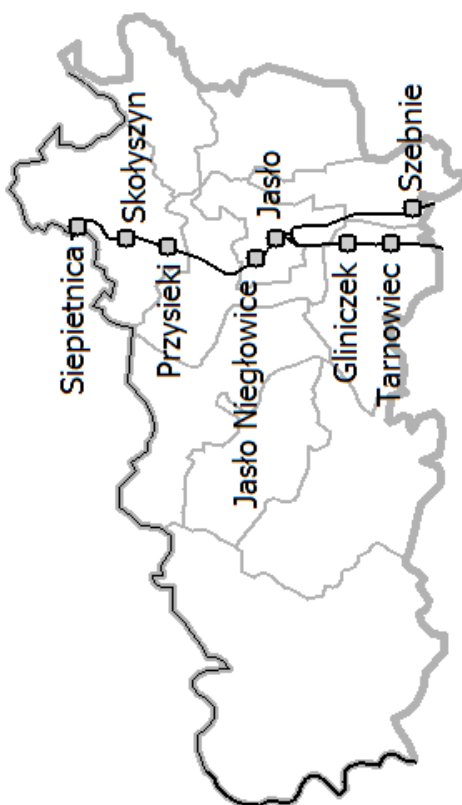 Siepietnica
Skołyszyn
Przysieki
Jasło Niegłowice
Jasło
Gliniczek
Tarnowiec
Szebnie